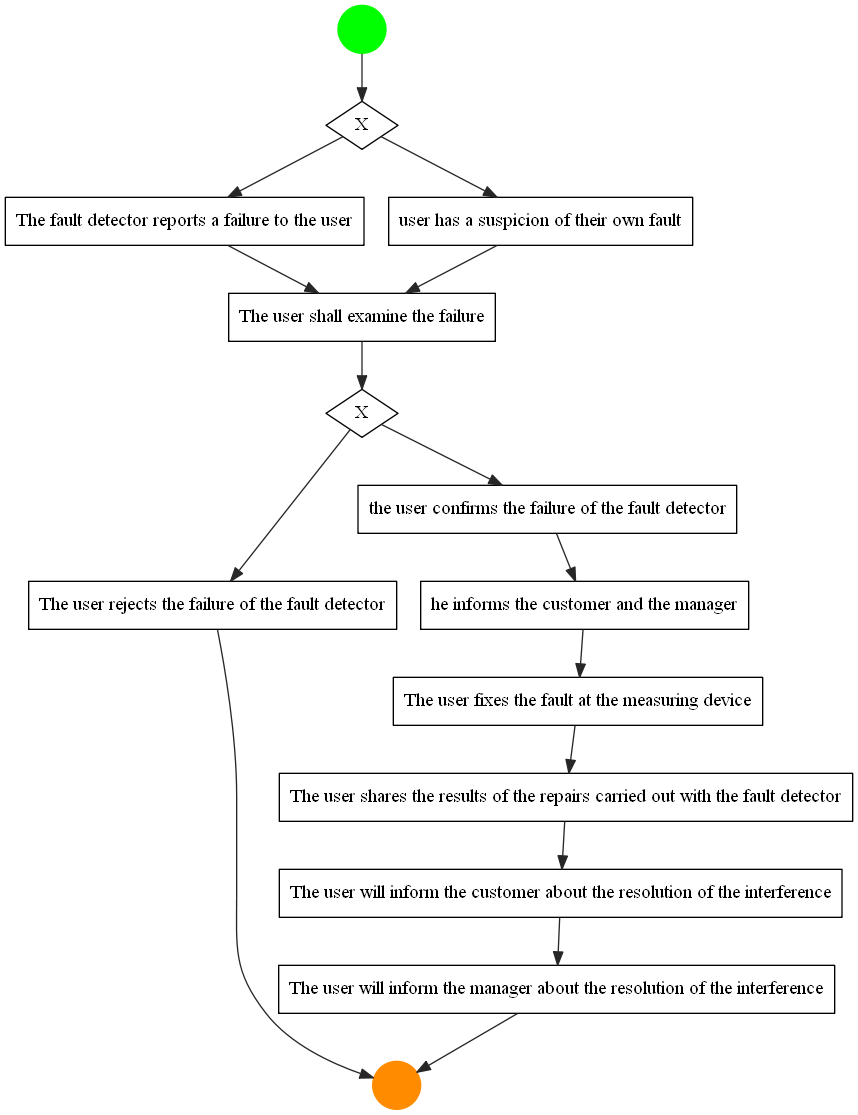 X
The fault detector reports a failure to the user
user has a suspicion of their own fault
The user shall examine the failure
X
the user confirms the failure of the fault detector
The user rejects the failure of the fault detector
he informs the customer and the manager
The user fixes the fault at the measuring device
The user shares the results of the repairs carried out with the fault detector
The user will inform the customer about the resolution of the interference
The user will inform the manager about the resolution of the interference